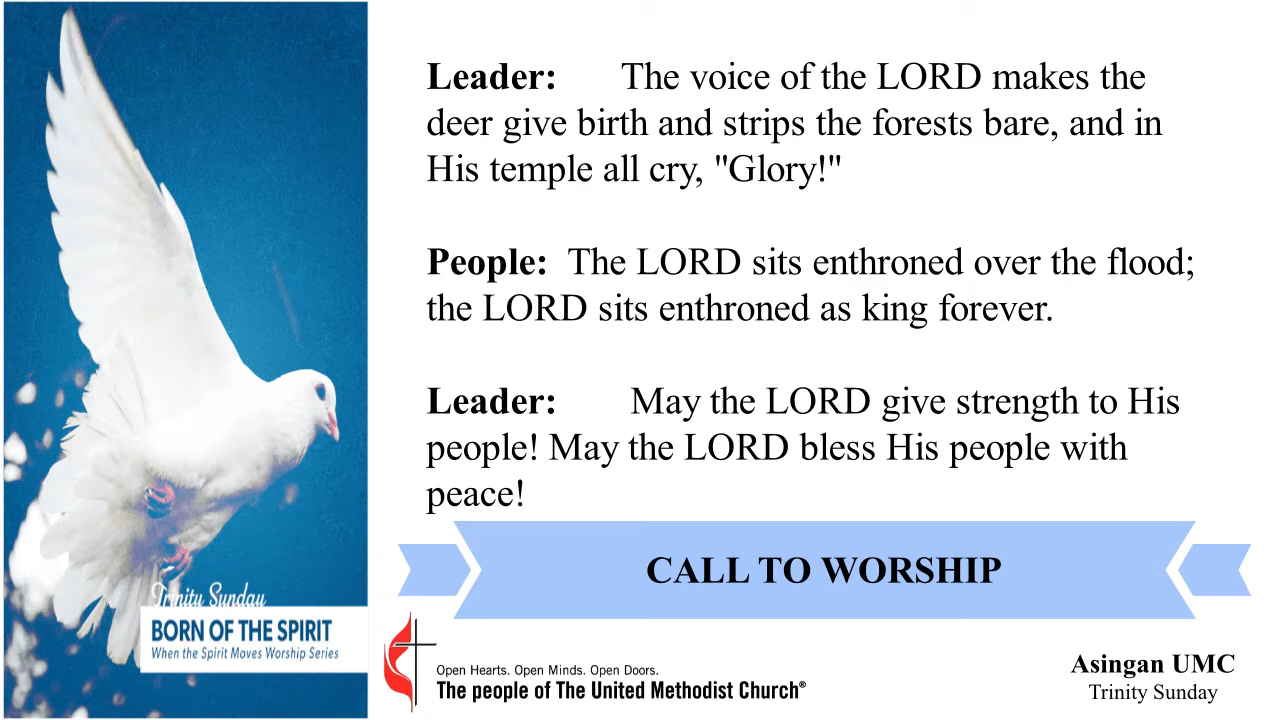 Leader: The voice of the LORD makes the
deer give birth and strips the forests bare, and in
His temple all cry, "Glory!"
People: The LORD sits enthroned over the flood;
the LORD sits enthroned as king forever.
Leader: May the LORD give strength to His
people! May the LORD bless His people with
peace!
CALL TO WORSHIP
Trinity Sunday
BORN OF THE SPIRIT
When the Spirit Moves Worship Series
Open Hearts. Open Minds. Open Doors.
The people of The United Methodist Church®
Asingan UMC
Trinity Sunday